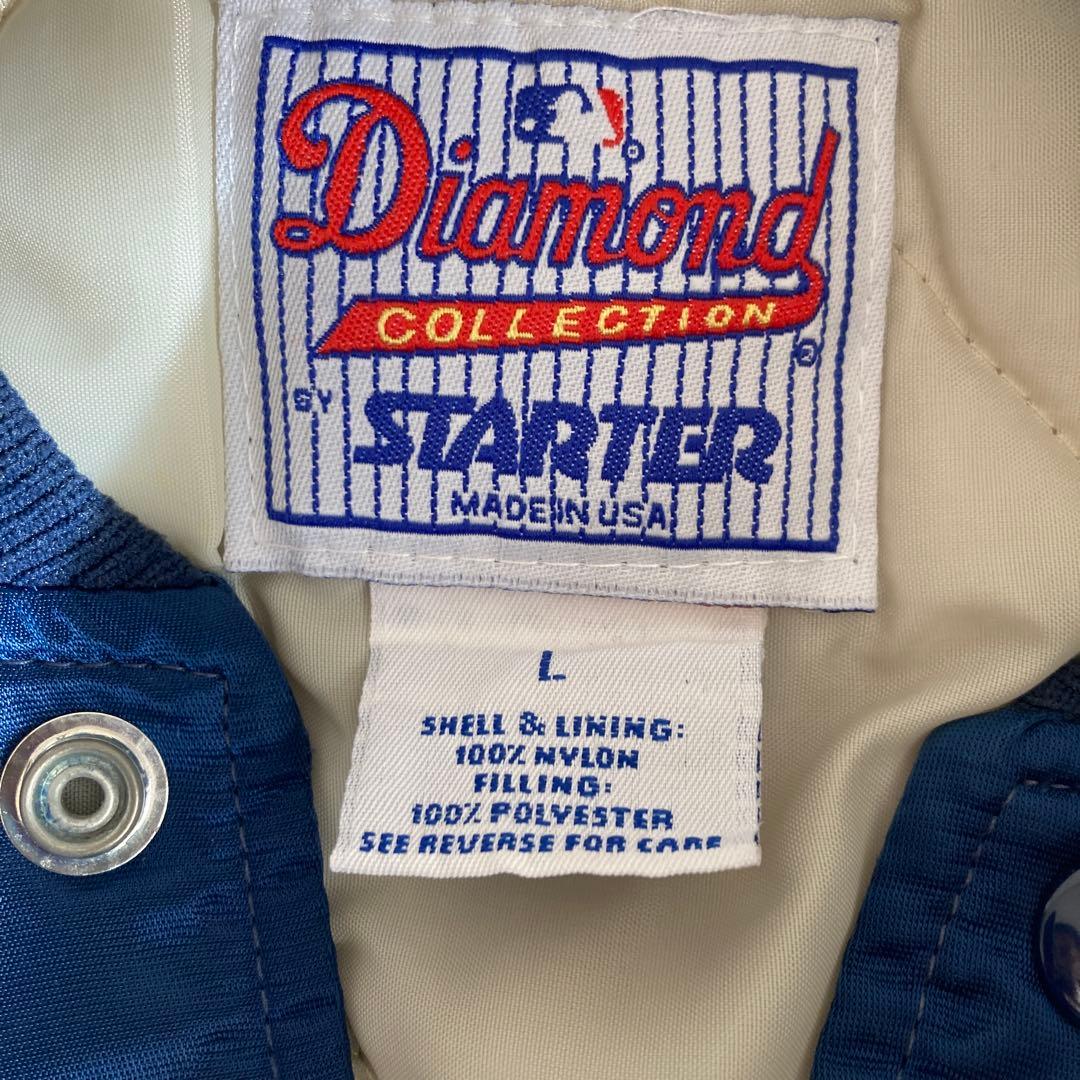 Diamond
COLLECTION
®
BY STARTER
MADE IN USA
L
SHELL & LINING:
100% NYLON
FILLING:
100% POLYESTER
SEE REVERSE FOR CARE